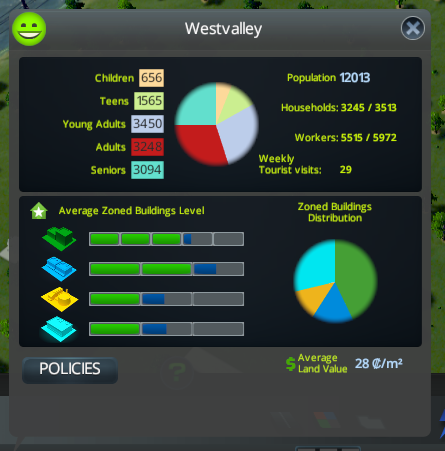 Westvalley
Children 656
Teens 1565
Young Adults 3450
Adults 3248
Seniors 3094
Population 12013
Households: 3245 / 3513
Workers: 5515 / 5972
Weekly
Tourist visits: 29
Average Zoned Buildings Level
Zoned Buildings
Distribution
POLICIES
$ Average
Land Value 28 ₡/m²